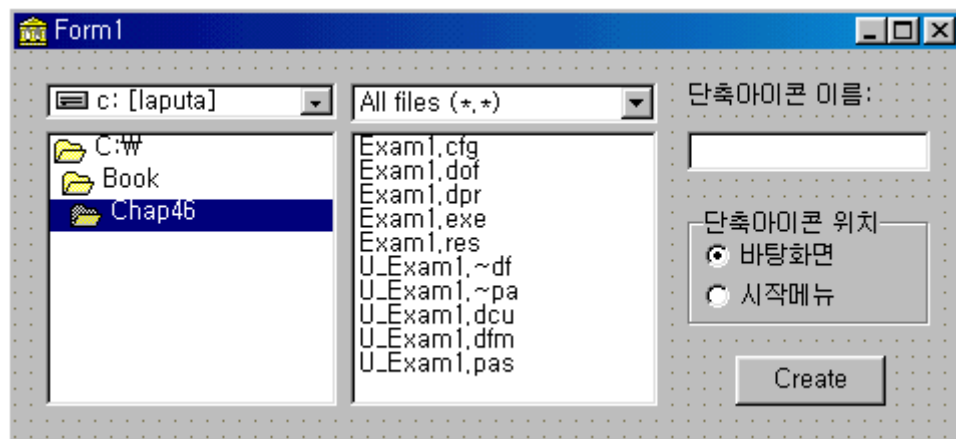 Form1
c: [laputa]
All files (*.*)
단축아이콘 이름:
C:₩
Book
Chap46
Exam1.cfg
Exam1.dof
Exam1.dpr
Exam1.exe
Exam1.res
U_Exam1.~df
U_Exam1.~pa
U_Exam1.dcu
U_Exam1.dfm
U_Exam1.pas
단축아이콘 위치
바탕화면
시작메뉴
Create